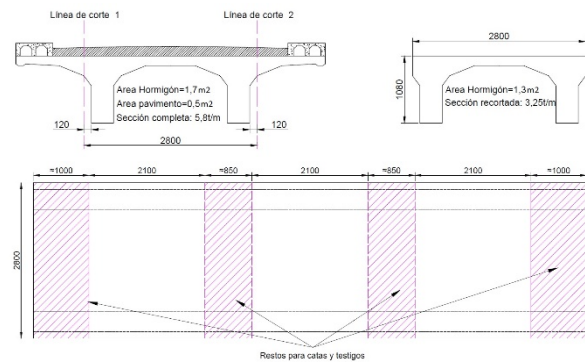 Línea de corte 1
Línea de corte 2
Area Hormigón=1,7m2
Area pavimento=0,5m2
Sección completa: 5,8t/m
120
120
2800
2800
1080
Area Hormigón=1,3m2
Sección recortada: 3,25t/m
≈1000
2100
≈850
2100
≈850
2100
≈1000
2800
Restos para catas y testigos